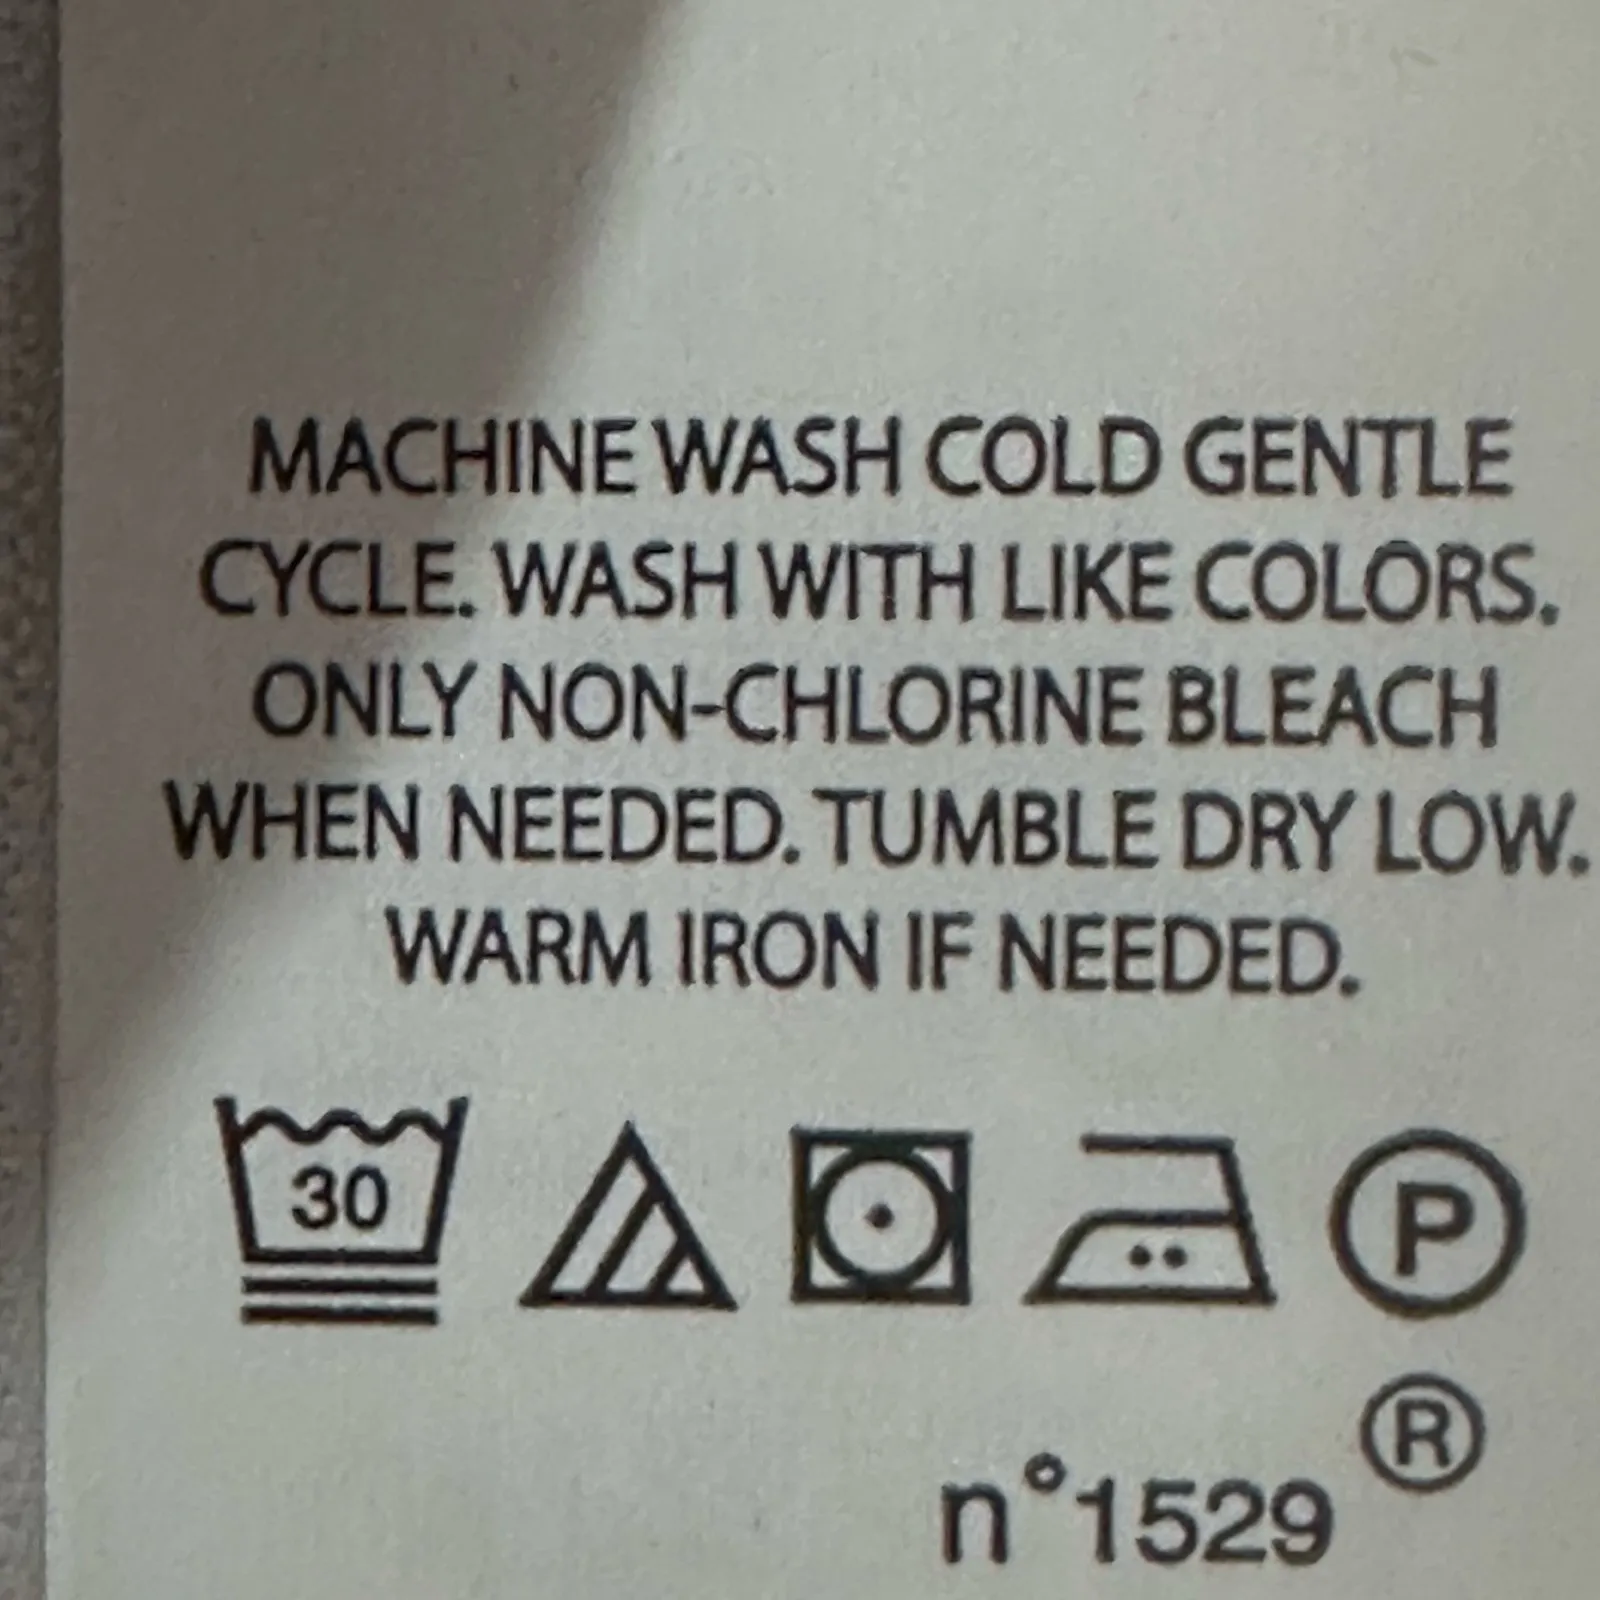 MACHINE WASH COLD GENTLE
CYCLE. WASH WITH LIKE COLORS.
ONLY NON-CHLORINE BLEACH
WHEN NEEDED. TUMBLE DRY LOW.
WARM IRON IF NEEDED.
30
P
n°1529 ®